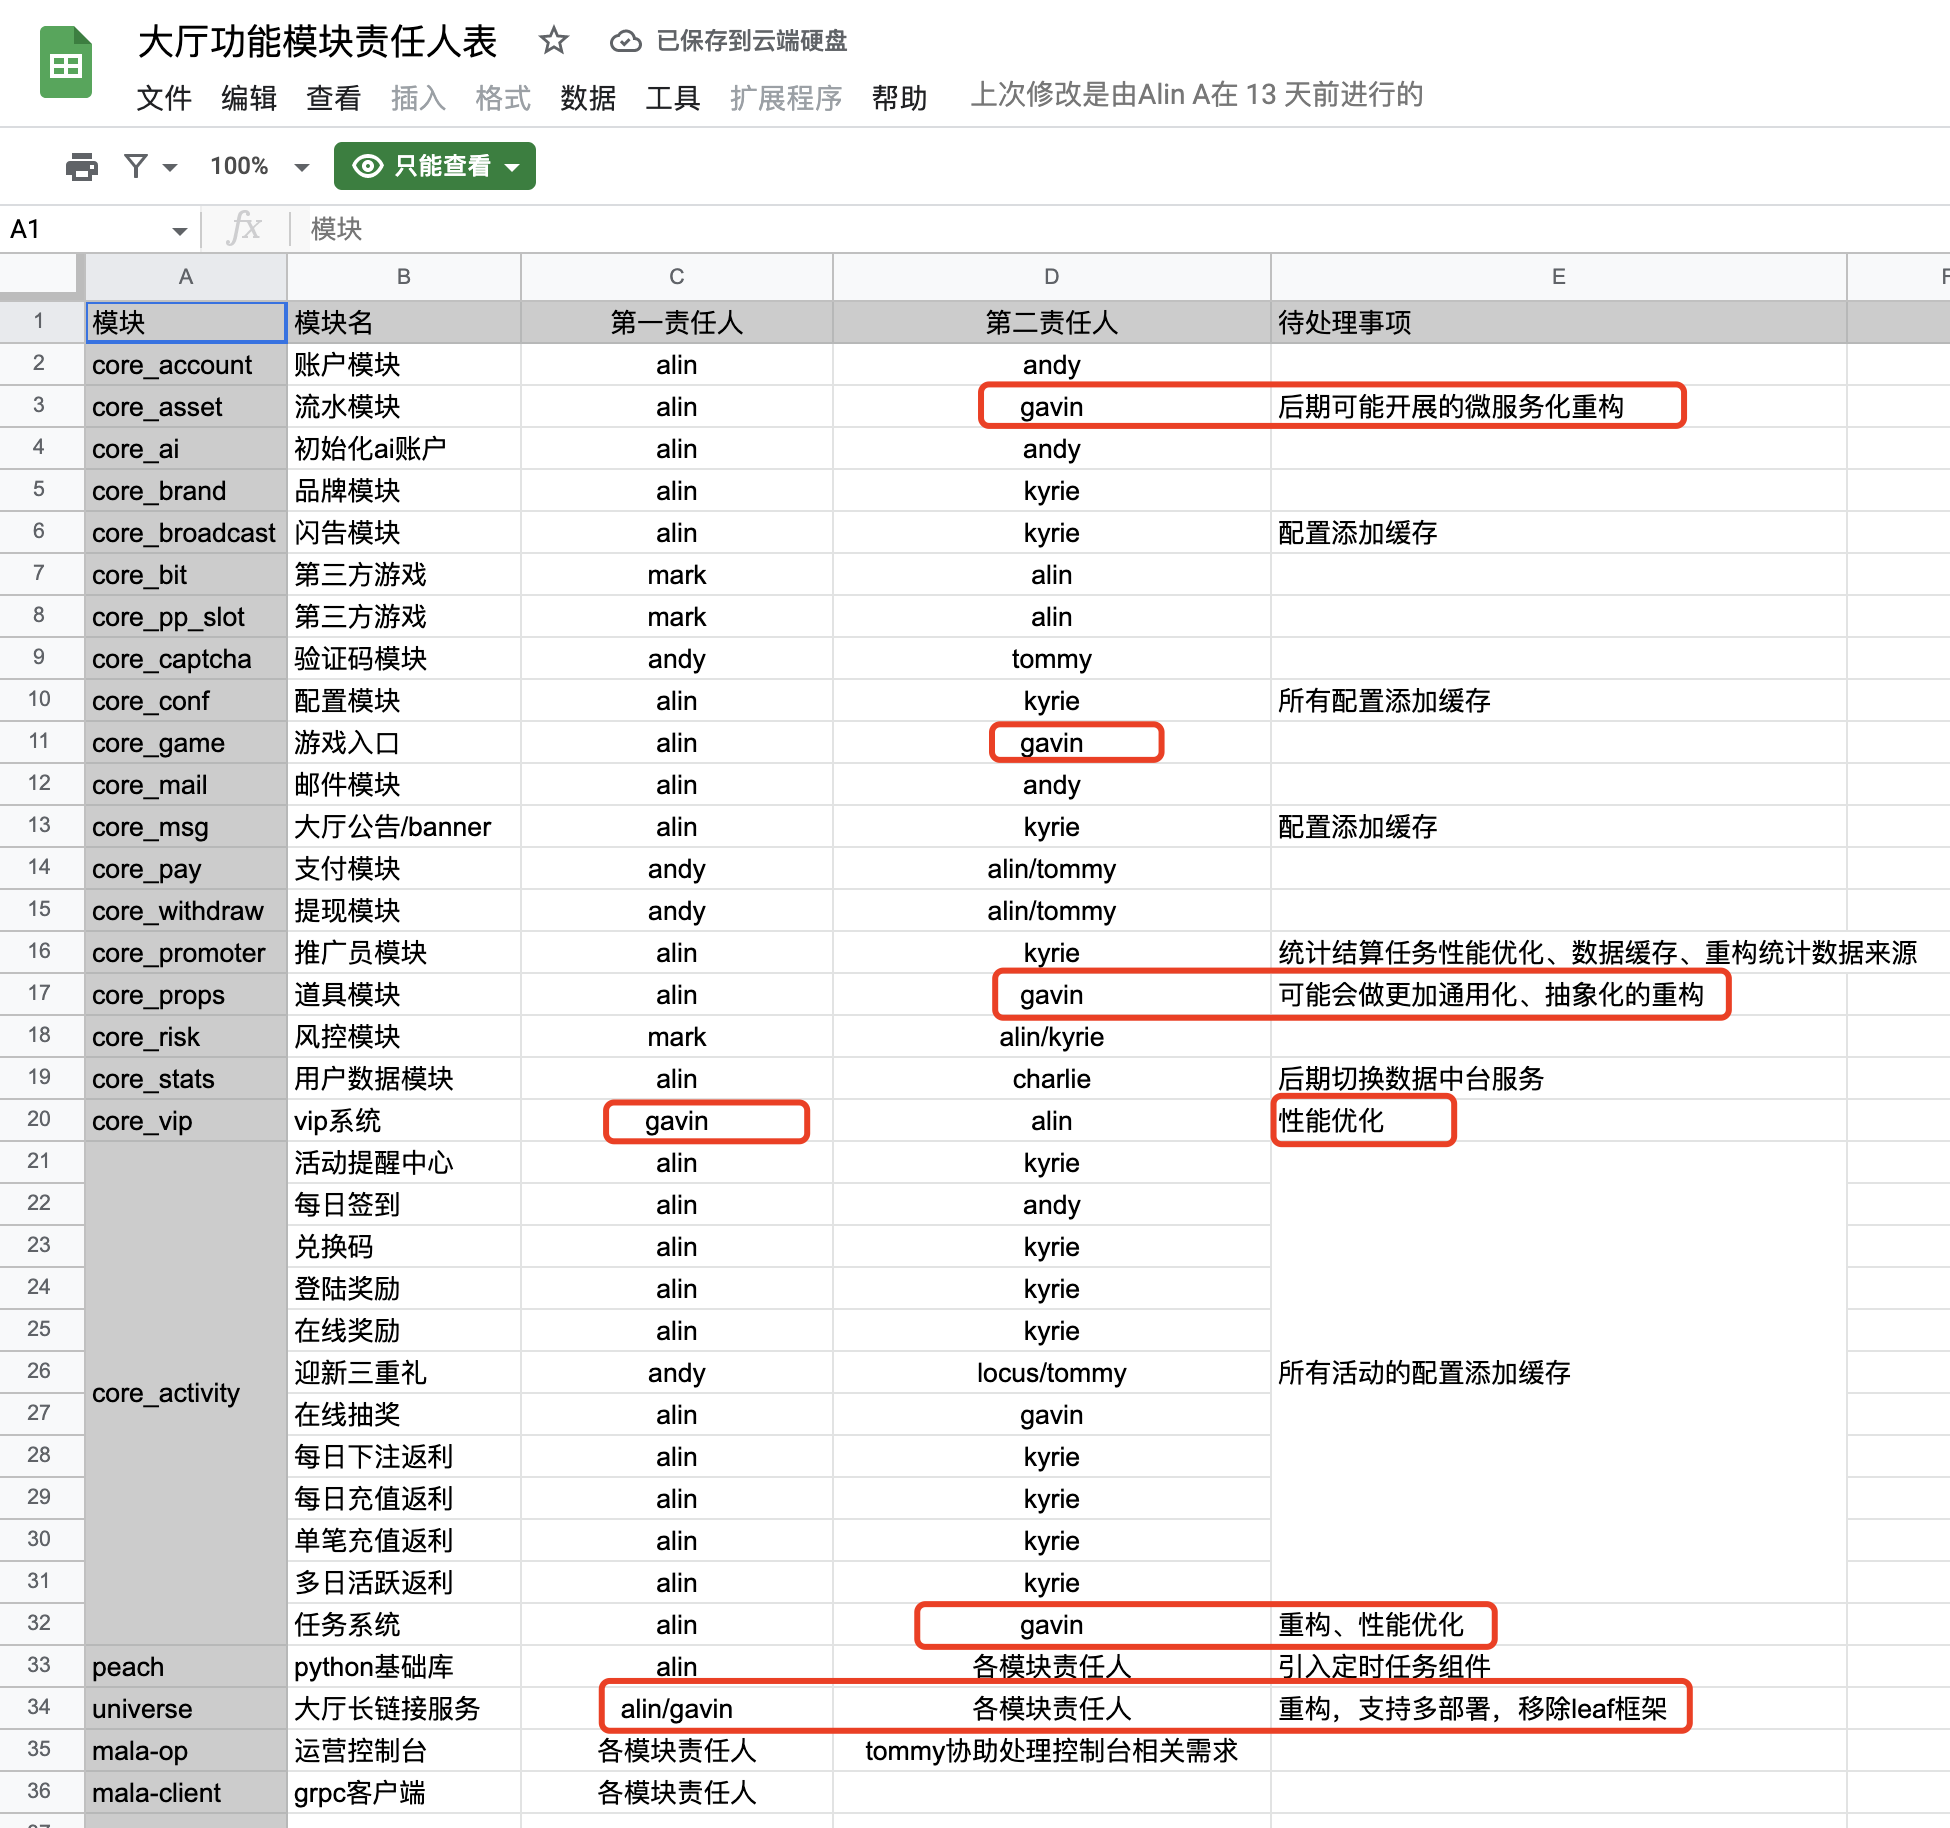 大厅功能模块责任人表 已保存到云端硬盘
文件 编辑 查看 插入 格式 数据 工具 扩展程序 帮助 上次修改是由Alin A在 13 天前进行的
100% 只能查看
A1 fx 模块
A B C D E F
1 模块 模块名 第一责任人 第二责任人 待处理事项
2 core_account 账户模块 alin andy
3 core_asset 流水模块 alin gavin 后期可能开展的微服务化重构
4 core_ai 初始化ai账户 alin andy
5 core_brand 品牌模块 alin kyrie
6 core_broadcast 闪告模块 alin kyrie 配置添加缓存
7 core_bit 第三方游戏 mark alin
8 core_pp_slot 第三方游戏 mark alin
9 core_captcha 验证码模块 andy tommy
10 core_conf 配置模块 alin kyrie 所有配置添加缓存
11 core_game 游戏入口 alin gavin
12 core_mail 邮件模块 alin andy
13 core_msg 大厅公告/banner alin kyrie 配置添加缓存
14 core_pay 支付模块 andy alin/tommy
15 core_withdraw 提现模块 andy alin/tommy
16 core_promoter 推广员模块 alin kyrie 统计结算任务性能优化、数据缓存、重构统计数据来源
17 core_props 道具模块 alin gavin 可能会做更加通用化、抽象化的重构
18 core_risk 风控模块 mark alin/kyrie
19 core_stats 用户数据模块 alin charlie 后期切换数据中台服务
20 core_vip vip系统 gavin alin 性能优化
21 活动提醒中心 alin kyrie
22 每日签到 alin andy
23 兑换码 alin kyrie
24 登陆奖励 alin kyrie
25 在线奖励 alin kyrie
26 core_activity 迎新三重礼 andy locus/tommy 所有活动的配置添加缓存
27 在线抽奖 alin gavin
28 每日下注返利 alin kyrie
29 每日充值返利 alin kyrie
30 单笔充值返利 alin kyrie
31 多日活跃返利 alin kyrie
32 任务系统 alin gavin 重构、性能优化
33 peach python基础库 alin 各模块责任人 引入定时任务组件
34 universe 大厅长链接服务 alin/gavin 各模块责任人 重构，支持多部署，移除leaf框架
35 mala-op 运营控制台 各模块责任人 tommy协助处理控制台相关需求
36 mala-client grpc客户端 各模块责任人